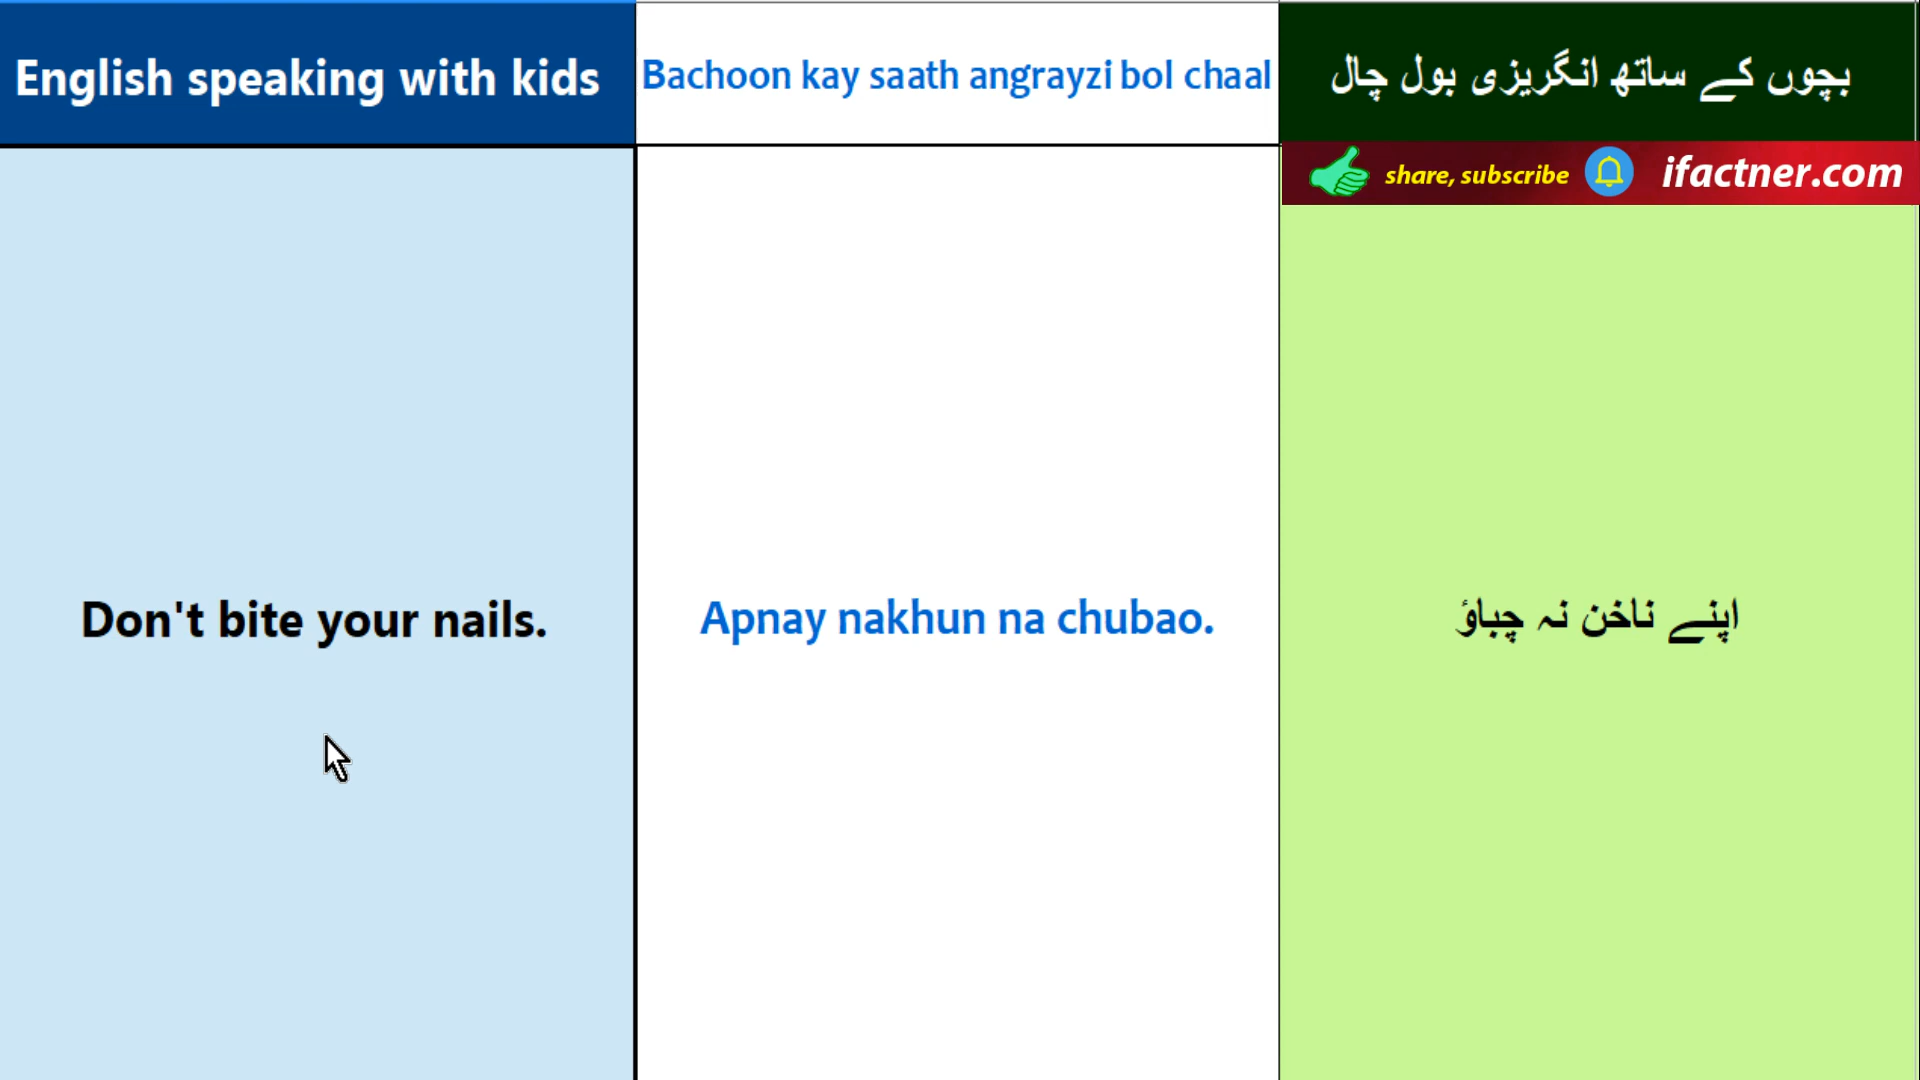 English speaking with kids
Bachoon kay saath angrayzi bol chaal
بچوں کے ساتھ انگریزی بول چال
share, subscribe
ifactner.com
Don't bite your nails.
Apnay nakhun na chubao.
اپنے ناخن نہ چباؤ